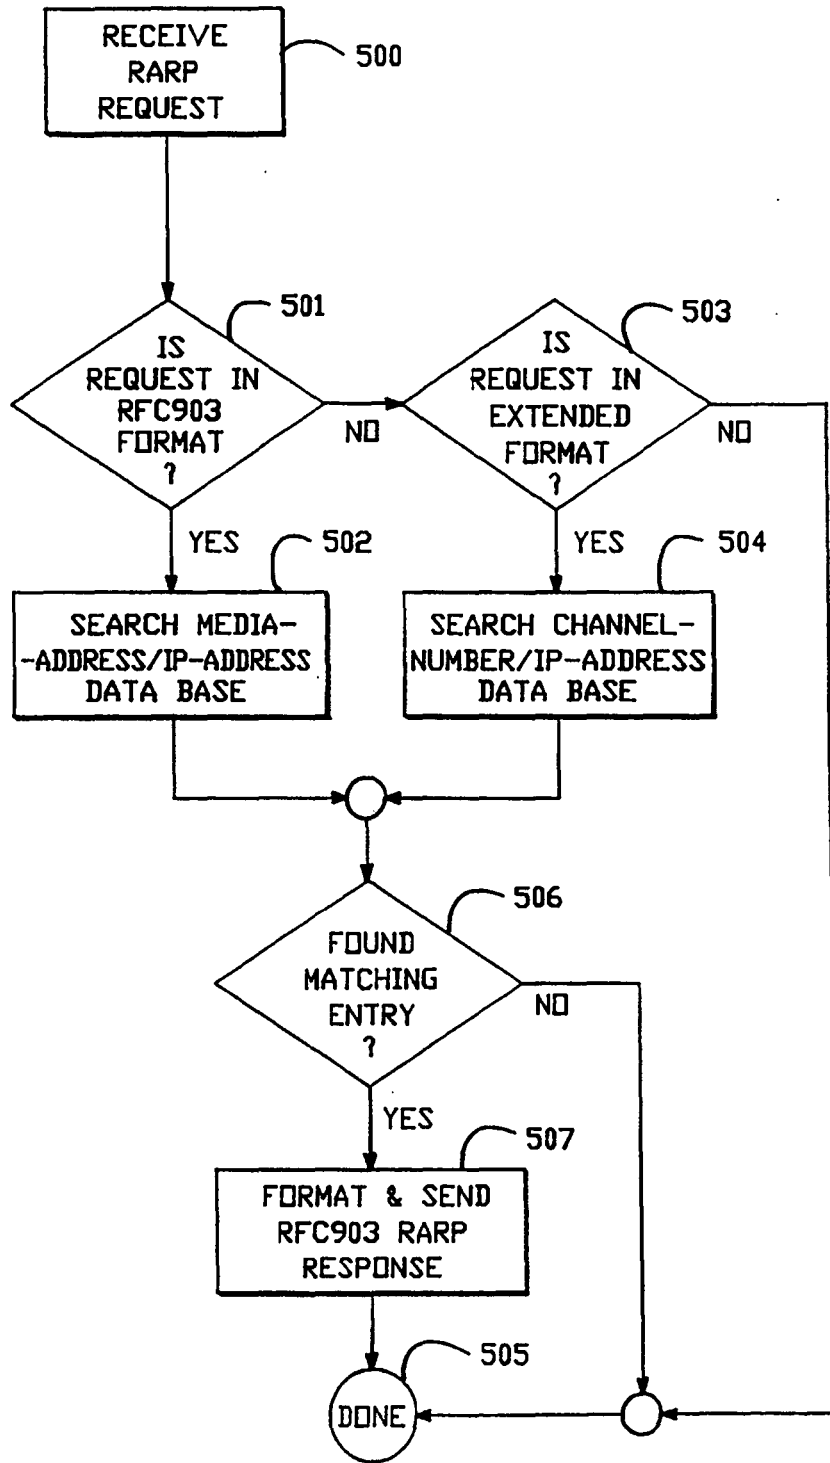 RECEIVE
RARP
REQUEST
500
501
IS
REQUEST IN
RFC903
FORMAT
?
NO
503
IS
REQUEST IN
EXTENDED
FORMAT
?
NO
YES
502
SEARCH MEDIA-
-ADDRESS/IP-ADDRESS
DATA BASE
YES
504
SEARCH CHANNEL-
NUMBER/IP-ADDRESS
DATA BASE
506
FOUND
MATCHING
ENTRY
?
NO
YES
507
FORMAT & SEND
RFC903 RARP
RESPONSE
505
DONE